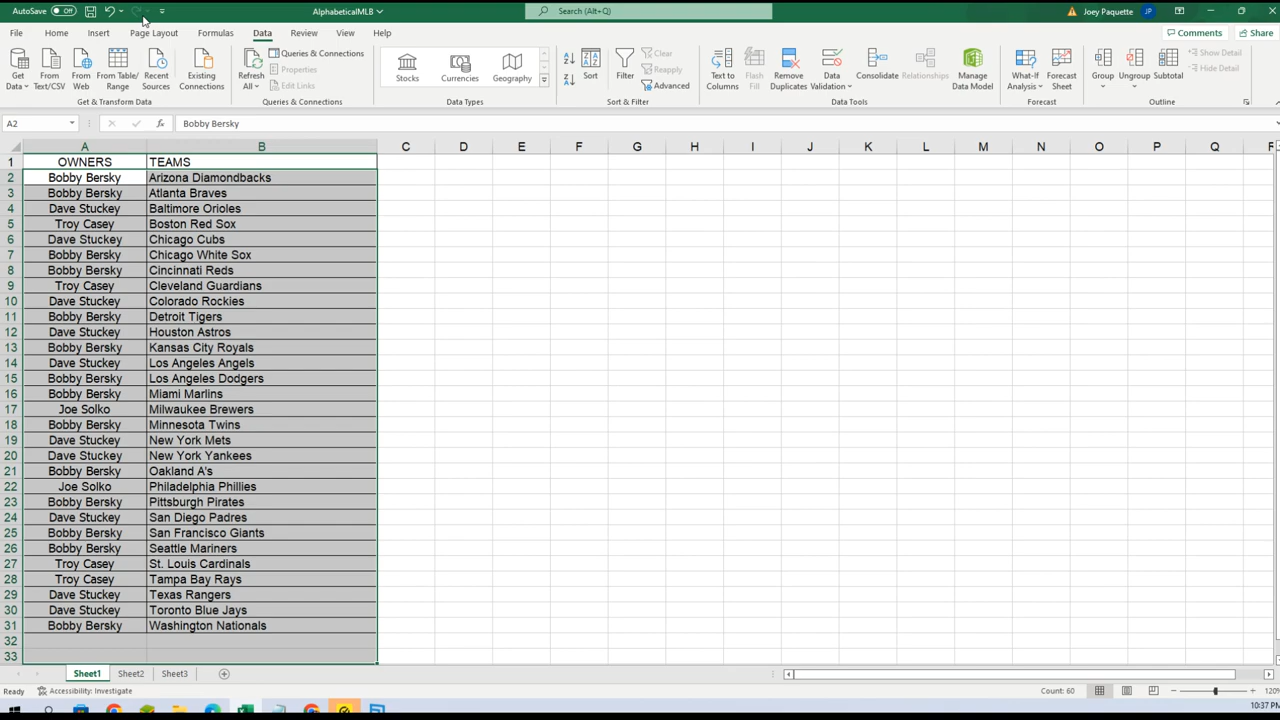 AutoSave Off AlphabeticalMLB Search (Alt+Q) Joey Paquette JP
File Home Insert Page Layout Formulas Data Review View Help Comments Share
Get Data From Text/CSV From Web From Table/Range Recent Sources Existing Connections Refresh All Queries & Connections Properties Edit Links Stocks Currencies Geography Sort Filter Clear Reapply Advanced Text to Columns Flash Fill Remove Duplicates Data Validation Consolidate Relationships Manage Data Model What-If Analysis Forecast Sheet Group Ungroup Subtotal Show Detail Hide Detail
Get & Transform Data Queries & Connections Data Types Sort & Filter Data Tools Forecast Outline
A2 fx Bobby Bersky
A B C D E F G H I J K L M N O P Q R
1 OWNERS TEAMS
2 Bobby Bersky Arizona Diamondbacks
3 Bobby Bersky Atlanta Braves
4 Dave Stuckey Baltimore Orioles
5 Troy Casey Boston Red Sox
6 Dave Stuckey Chicago Cubs
7 Bobby Bersky Chicago White Sox
8 Bobby Bersky Cincinnati Reds
9 Troy Casey Cleveland Guardians
10 Dave Stuckey Colorado Rockies
11 Bobby Bersky Detroit Tigers
12 Dave Stuckey Houston Astros
13 Bobby Bersky Kansas City Royals
14 Dave Stuckey Los Angeles Angels
15 Bobby Bersky Los Angeles Dodgers
16 Bobby Bersky Miami Marlins
17 Joe Solko Milwaukee Brewers
18 Bobby Bersky Minnesota Twins
19 Dave Stuckey New York Mets
20 Dave Stuckey New York Yankees
21 Bobby Bersky Oakland A's
22 Joe Solko Philadelphia Phillies
23 Bobby Bersky Pittsburgh Pirates
24 Dave Stuckey San Diego Padres
25 Bobby Bersky San Francisco Giants
26 Bobby Bersky Seattle Mariners
27 Troy Casey St. Louis Cardinals
28 Troy Casey Tampa Bay Rays
29 Dave Stuckey Texas Rangers
30 Dave Stuckey Toronto Blue Jays
31 Bobby Bersky Washington Nationals
32
33
Sheet1 Sheet2 Sheet3
Ready Accessibility: Investigate Count: 60 120%
10:37 PM